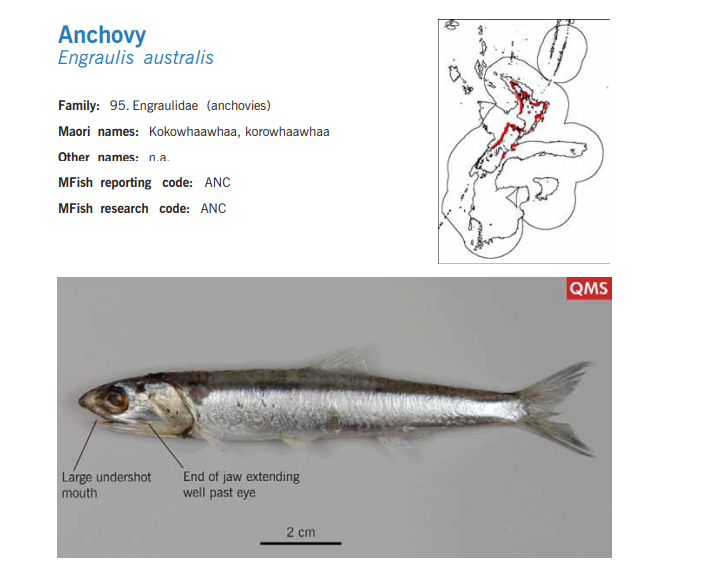 Anchovy
Engraulis australis
Family: 95. Engraulidae (anchovies)
Maori names: Kokowhaawhaa, korowhaawhaa
Other names: n.a.
MFish reporting code: ANC
MFish research code: ANC
QMS
Large undershot
mouth
End of jaw extending
well past eye
2 cm